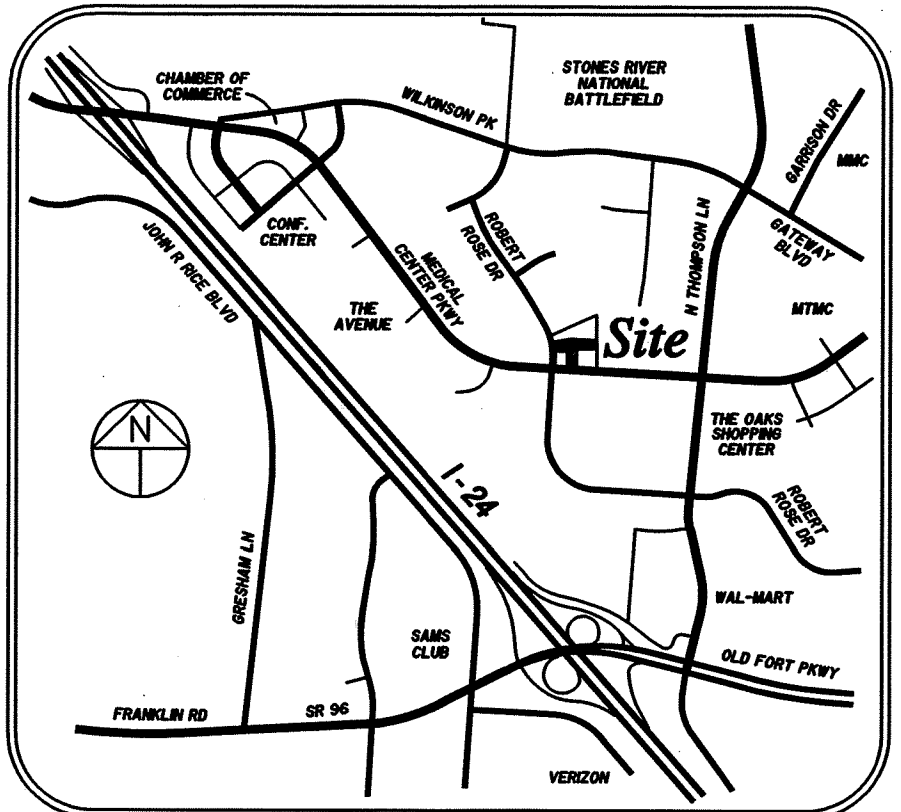 CHAMBER OF
COMMERCE
WILKINSON PK
STONES RIVER
NATIONAL
BATTLEFIELD
GARRISON DR
MMC
GATEWAY
BLVD
CONF.
CENTER
JOHN R RICE BLVD
ROBERT
ROSE DR
N THOMPSON LN
MEDICAL
CENTER PKWY
THE
AVENUE
MTMC
Site
N
THE OAKS
SHOPPING
CENTER
I-24
ROBERT
ROSE DR
GRESHAM LN
WAL-MART
SAMS
CLUB
OLD FORT PKWY
FRANKLIN RD
SR 96
VERIZON